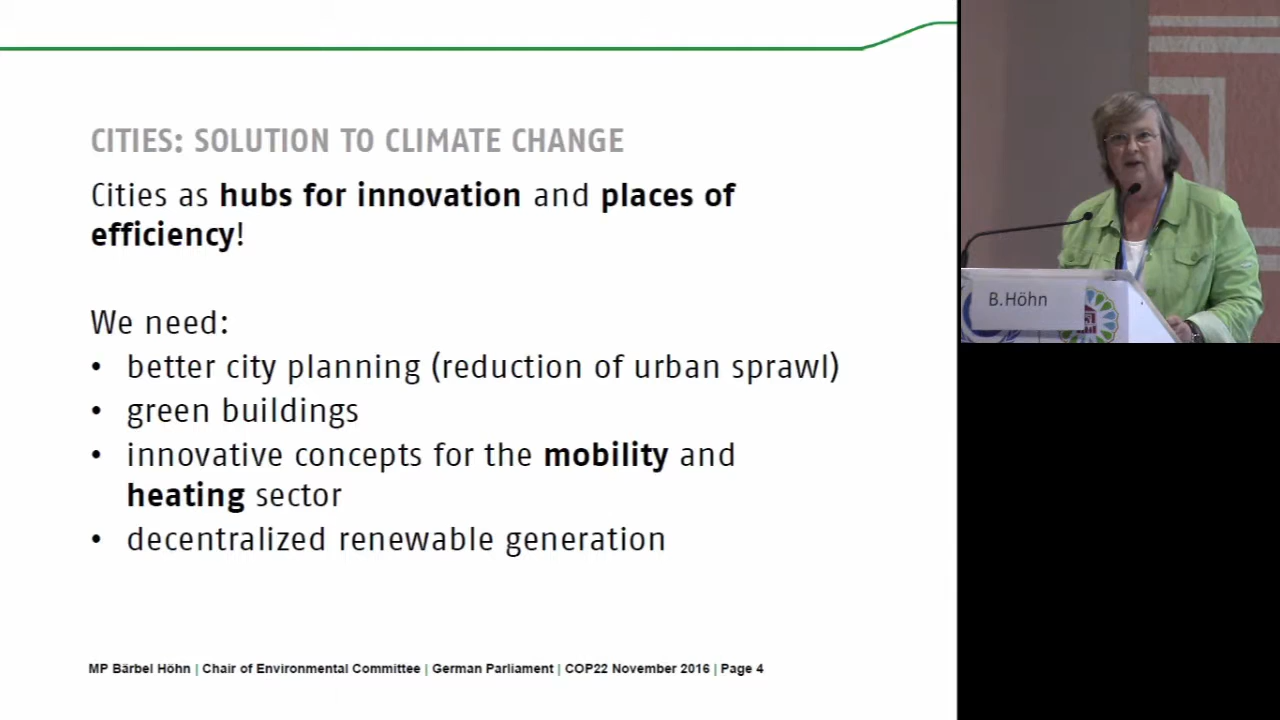 CITIES: SOLUTION TO CLIMATE CHANGE
Cities as hubs for innovation and places of
efficiency!
We need:
• better city planning (reduction of urban sprawl)
• green buildings
• innovative concepts for the mobility and
heating sector
• decentralized renewable generation
MP Bärbel Höhn | Chair of Environmental Committee | German Parliament | COP22 November 2016 | Page 4
B.Höhn